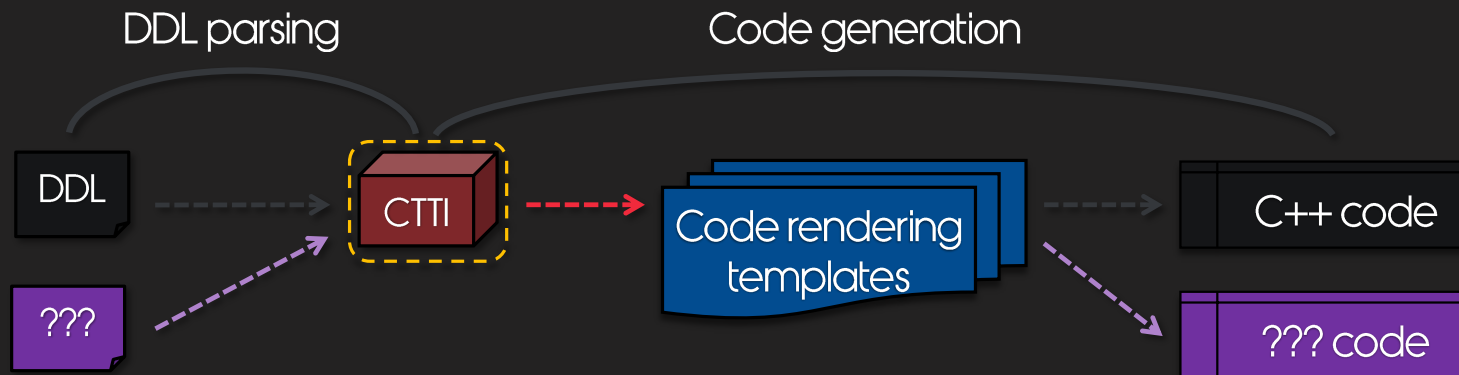 DDL parsing
Code generation
DDL
CTTI
Code rendering
templates
C++ code
???
??? code